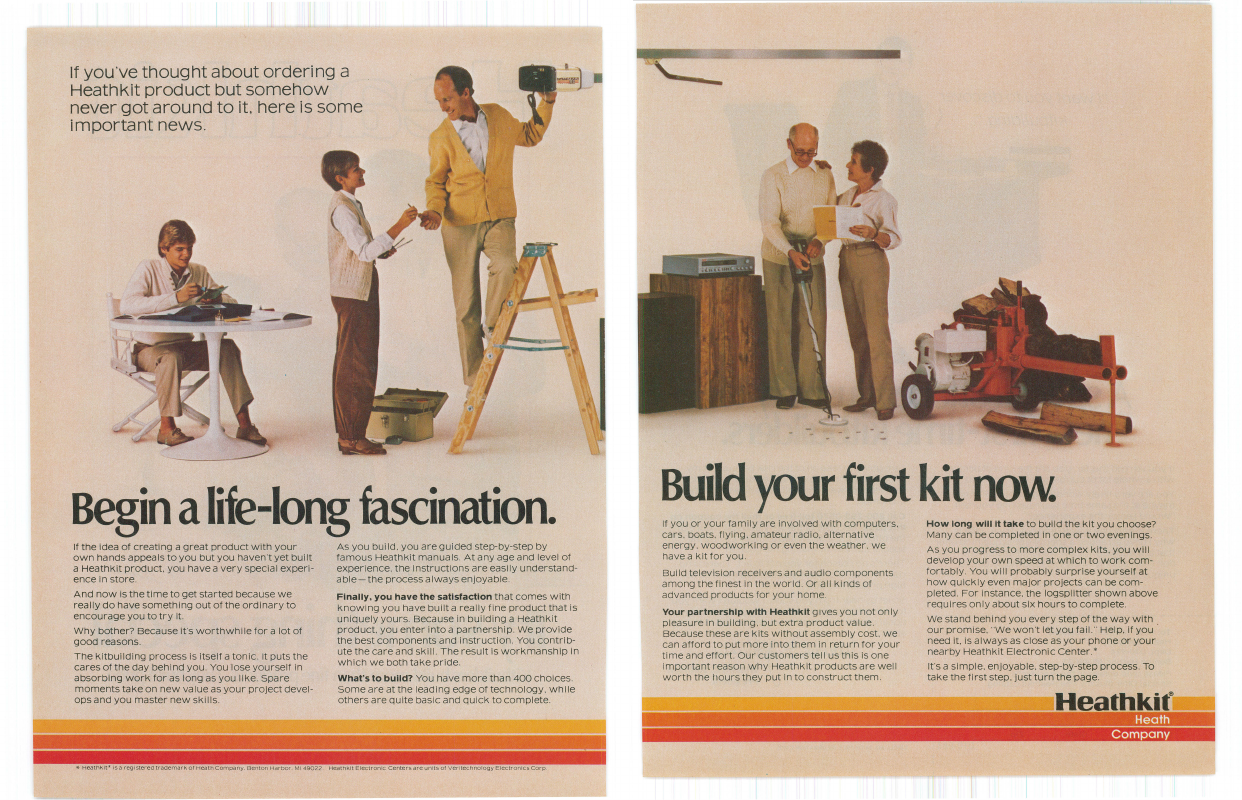 If you've thought about ordering a
Heathkit product but somehow
never got around to it, here is some
important news.
Begin a life-long fascination.
If the idea of creating a great product with your
own hands appeals to you but you haven't yet built
a Heathkit product, you have a very special experi-
ence in store.
And now is the time to get started because we
really do have something out of the ordinary to
encourage you to try it.
Why bother? Because it's worthwhile for a lot of
good reasons.
The kitbuilding process is itself a tonic. It puts the
cares of the day behind you. You lose yourself in
absorbing work for as long as you like. Spare
moments take on new value as your project devel-
ops and you master new skills.
As you build, you are guided step-by-step by
famous Heathkit manuals. At any age and level of
experience, the instructions are easily understand-
able — the process always enjoyable.
Finally, you have the satisfaction that comes with
knowing you have built a really fine product that is
uniquely yours. Because in building a Heathkit
product, you enter into a partnership. We provide
the best components and instruction. You contrib-
ute the care and skill. The result is workmanship in
which we both take pride.
What's to build? You have more than 400 choices.
Some are at the leading edge of technology, while
others are quite basic and quick to complete.
* Heathkit® is a registered trademark of Heath Company, Benton Harbor, MI 49022. Heathkit Electronic Centers are units of Veritechnology Electronics Corp.
Build your first kit now.
If you or your family are involved with computers,
cars, boats, flying, amateur radio, alternative
energy, woodworking or even the weather, we
have a kit for you.
Build television receivers and audio components
among the finest in the world. Or all kinds of
advanced products for your home.
Your partnership with Heathkit gives you not only
pleasure in building, but extra product value.
Because these are kits without assembly cost, we
can afford to put more into them in return for your
time and effort. Our customers tell us this is one
important reason why Heathkit products are well
worth the hours they put in to construct them.
How long will it take to build the kit you choose?
Many can be completed in one or two evenings.
As you progress to more complex kits, you will
develop your own speed at which to work com-
fortably. You will probably surprise yourself at
how quickly even major projects can be com-
pleted. For instance, the logsplitter shown above
requires only about six hours to complete.
We stand behind you every step of the way with
our promise, "We won't let you fail." Help, if you
need it, is always as close as your phone or your
nearby Heathkit Electronic Center.*
It's a simple, enjoyable, step-by-step process. To
take the first step, just turn the page.
Heathkit®
Heath
Company